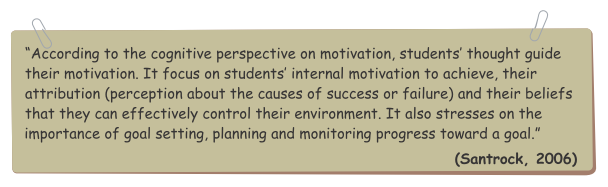 “According to the cognitive perspective on motivation, students’ thought guide
their motivation. It focus on students’ internal motivation to achieve, their
attribution (perception about the causes of success or failure) and their beliefs
that they can effectively control their environment. It also stresses on the
importance of goal setting, planning and monitoring progress toward a goal.”
(Santrock, 2006)